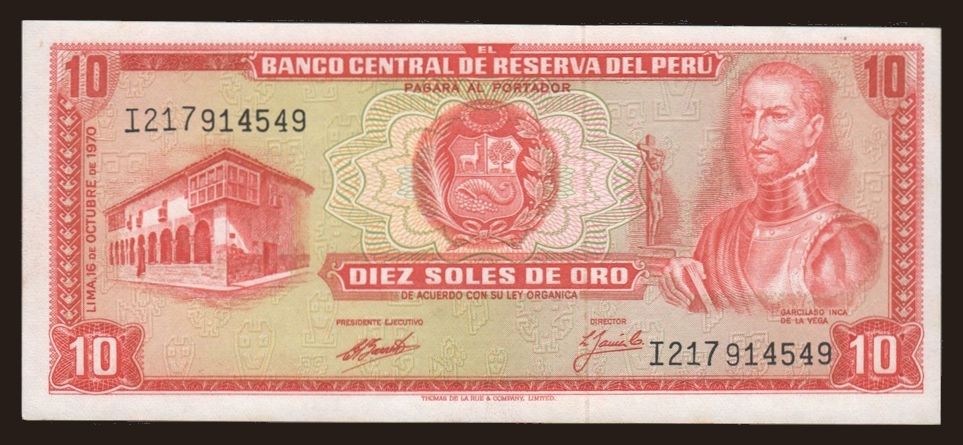 EL
10 BANCO CENTRAL DE RESERVA DEL PERÚ 10
PAGARA AL PORTADOR
I217914549
LIMA, 16 DE OCTUBRE DE 1970
DIEZ SOLES DE ORO
DE ACUERDO CON SU LEY ORGANICA
GARCILASO INCA
DE LA VEGA
PRESIDENTE EJECUTIVO
DIRECTOR
I217914549
10 10
THOMAS DE LA RUE & COMPANY, LIMITED.